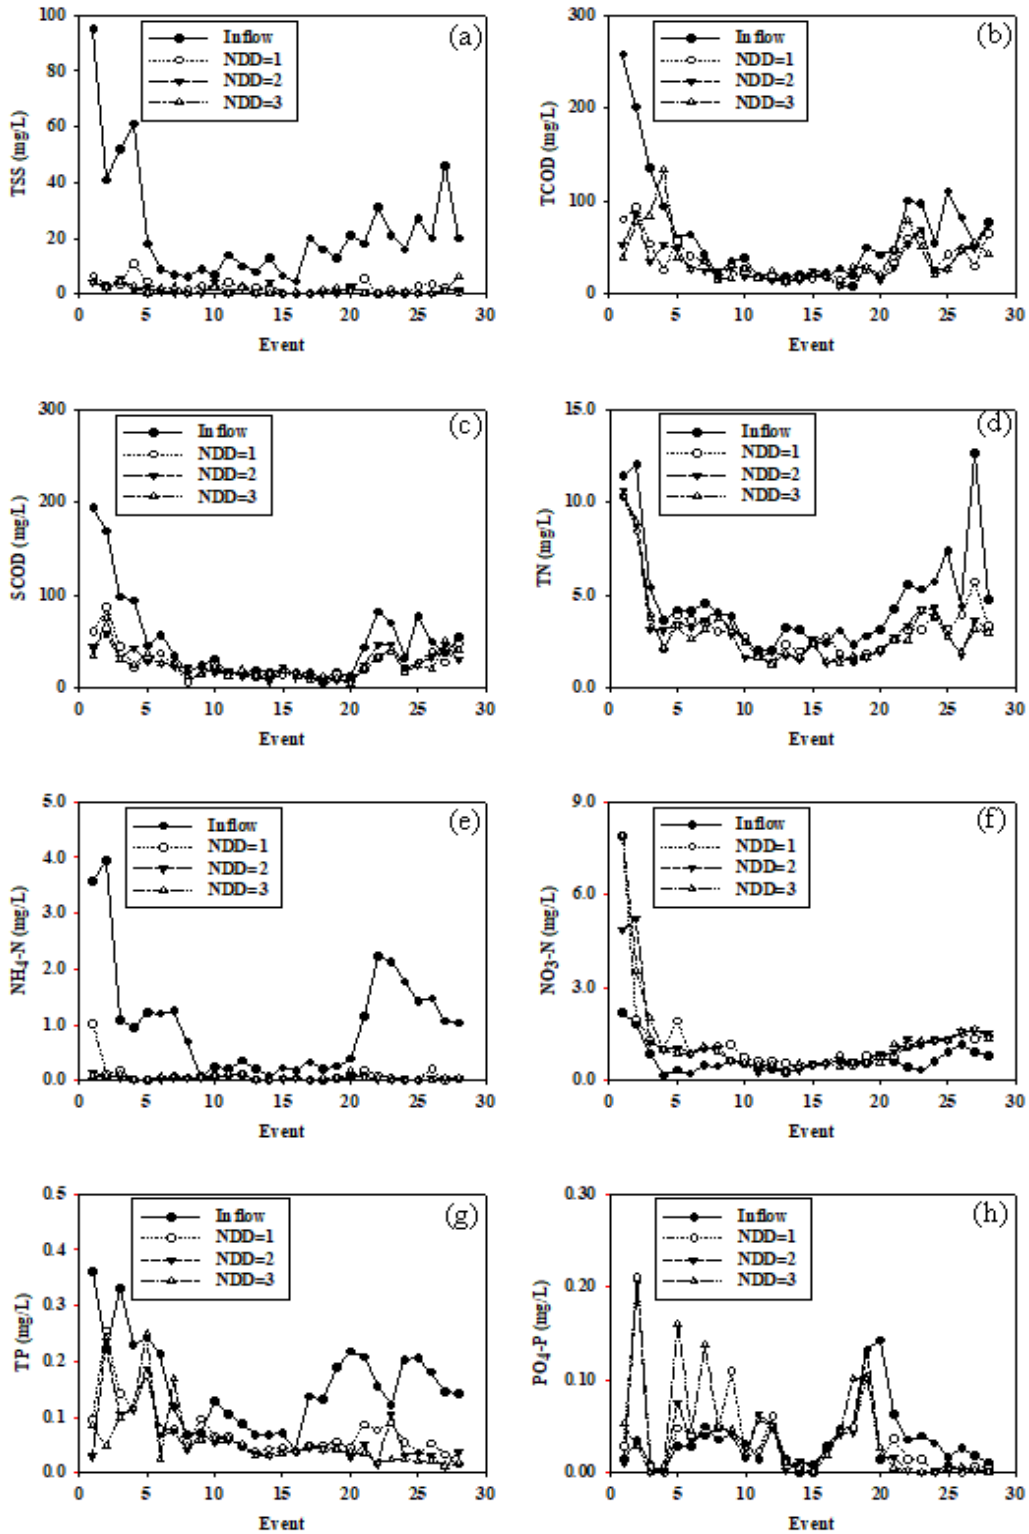 (a)
Inflow
NDD=1
NDD=2
NDD=3
TSS (mg/L)
100
80
60
40
20
0
0 5 10 15 20 25 30
Event
(b)
Inflow
NDD=1
NDD=2
NDD=3
TCOD (mg/L)
300
200
100
0
0 5 10 15 20 25 30
Event
(c)
Inflow
NDD=1
NDD=2
NDD=3
SCOD (mg/L)
300
200
100
0
0 5 10 15 20 25 30
Event
(d)
Inflow
NDD=1
NDD=2
NDD=3
TN (mg/L)
15.0
10.0
5.0
0.0
0 5 10 15 20 25 30
Event
(e)
Inflow
NDD=1
NDD=2
NDD=3
NH4-N (mg/L)
5.0
4.0
3.0
2.0
1.0
0.0
0 5 10 15 20 25 30
Event
(f)
Inflow
NDD=1
NDD=2
NDD=3
NO3-N (mg/L)
9.0
6.0
3.0
0.0
0 5 10 15 20 25 30
Event
(g)
Inflow
NDD=1
NDD=2
NDD=3
TP (mg/L)
0.5
0.4
0.3
0.2
0.1
0.0
0 5 10 15 20 25 30
Event
(h)
Inflow
NDD=1
NDD=2
NDD=3
PO4-P (mg/L)
0.30
0.20
0.10
0.00
0 5 10 15 20 25 30
Event